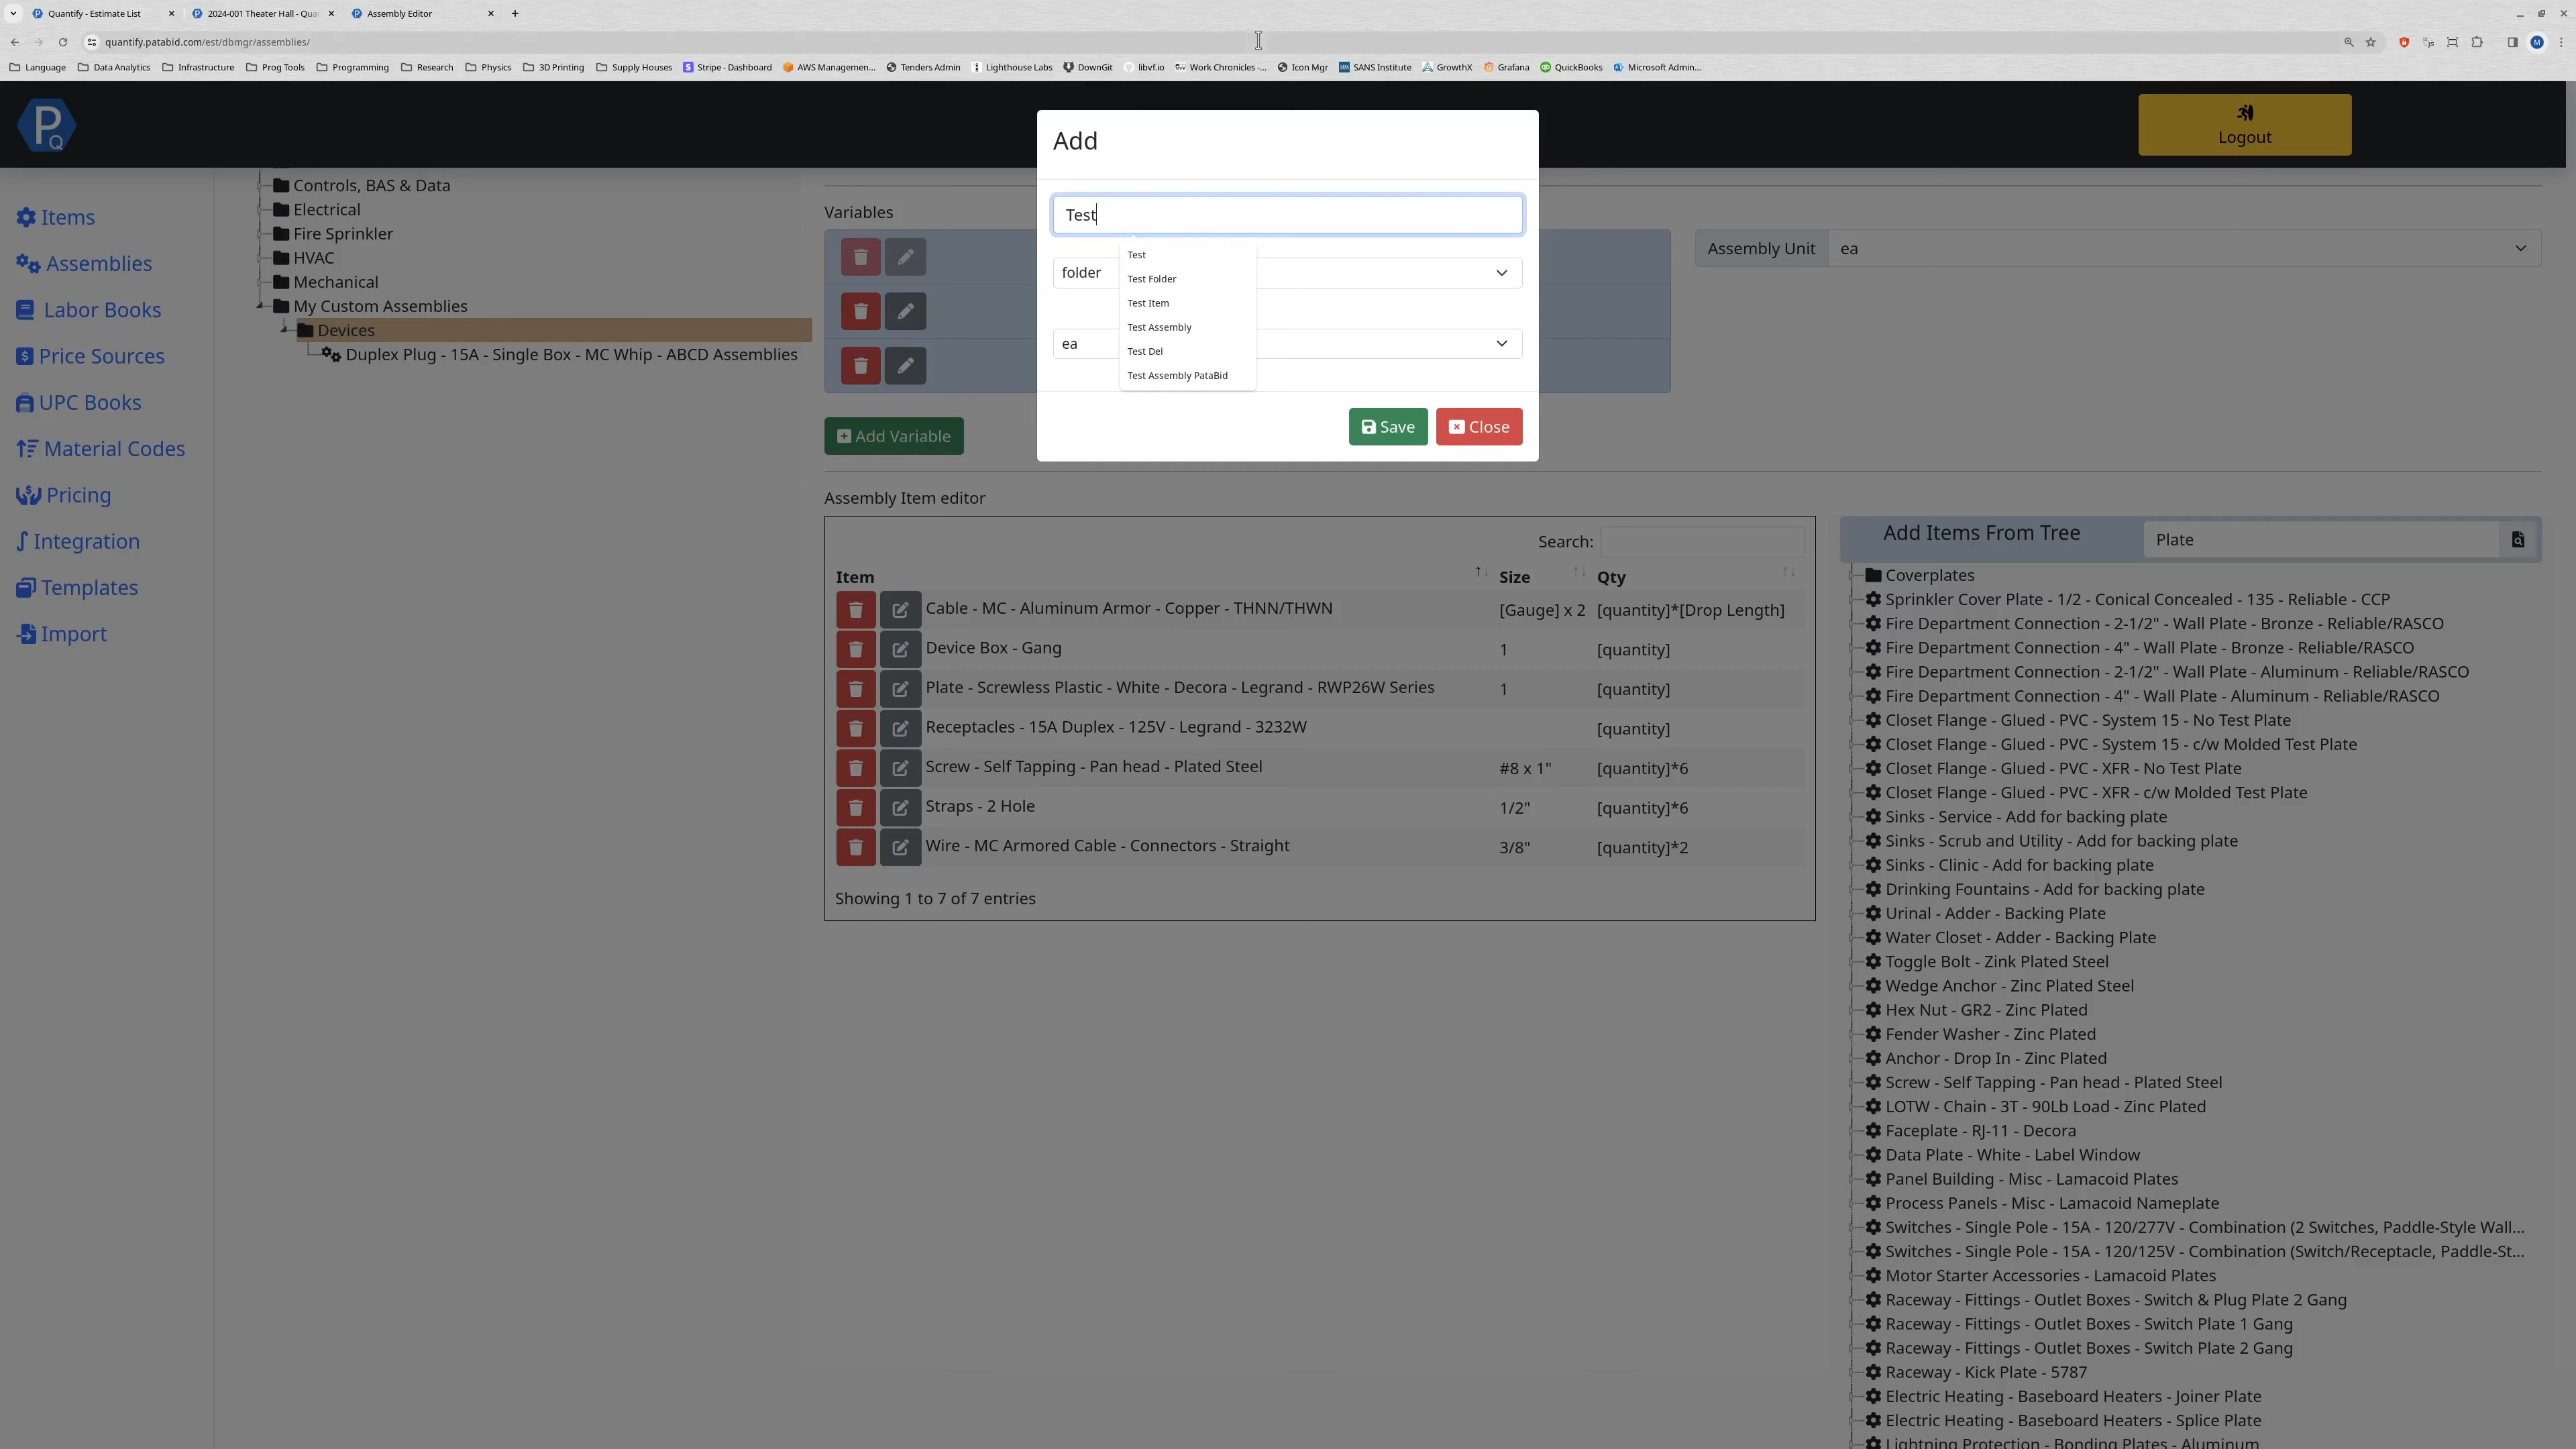 Quantify - Estimate List
2024-001 Theater Hall - Qua
Assembly Editor
quantify.patabid.com/est/dbmgr/assemblies/
Language
Data Analytics
Infrastructure
Prog Tools
Programming
Research
Physics
3D Printing
Supply Houses
Stripe - Dashboard
AWS Managemen...
Tenders Admin
Lighthouse Labs
DownGit
libvf.io
Work Chronicles -...
Icon Mgr
SANS Institute
GrowthX
Grafana
QuickBooks
Microsoft Admin...
Logout
Items
Assemblies
Labor Books
Price Sources
UPC Books
Material Codes
Pricing
Integration
Templates
Import
Controls, BAS & Data
Electrical
Fire Sprinkler
HVAC
Mechanical
My Custom Assemblies
Devices
Duplex Plug - 15A - Single Box - MC Whip - ABCD Assemblies
Variables
Add Variable
Assembly Unit
ea
Add
Test
folder
ea
Test
Test Folder
Test Item
Test Assembly
Test Del
Test Assembly PataBid
Save
Close
Assembly Item editor
Search:
Item Size Qty
Cable - MC - Aluminum Armor - Copper - THNN/THWN [Gauge] x 2 [quantity]*[Drop Length]
Device Box - Gang 1 [quantity]
Plate - Screwless Plastic - White - Decora - Legrand - RWP26W Series 1 [quantity]
Receptacles - 15A Duplex - 125V - Legrand - 3232W [quantity]
Screw - Self Tapping - Pan head - Plated Steel #8 x 1" [quantity]*6
Straps - 2 Hole 1/2" [quantity]*6
Wire - MC Armored Cable - Connectors - Straight 3/8" [quantity]*2
Showing 1 to 7 of 7 entries
Add Items From Tree
Plate
Coverplates
Sprinkler Cover Plate - 1/2 - Conical Concealed - 135 - Reliable - CCP
Fire Department Connection - 2-1/2" - Wall Plate - Bronze - Reliable/RASCO
Fire Department Connection - 4" - Wall Plate - Bronze - Reliable/RASCO
Fire Department Connection - 2-1/2" - Wall Plate - Aluminum - Reliable/RASCO
Fire Department Connection - 4" - Wall Plate - Aluminum - Reliable/RASCO
Closet Flange - Glued - PVC - System 15 - No Test Plate
Closet Flange - Glued - PVC - System 15 - c/w Molded Test Plate
Closet Flange - Glued - PVC - XFR - No Test Plate
Closet Flange - Glued - PVC - XFR - c/w Molded Test Plate
Sinks - Service - Add for backing plate
Sinks - Scrub and Utility - Add for backing plate
Sinks - Clinic - Add for backing plate
Drinking Fountains - Add for backing plate
Urinal - Adder - Backing Plate
Water Closet - Adder - Backing Plate
Toggle Bolt - Zink Plated Steel
Wedge Anchor - Zinc Plated Steel
Hex Nut - GR2 - Zinc Plated
Fender Washer - Zinc Plated
Anchor - Drop In - Zinc Plated
Screw - Self Tapping - Pan head - Plated Steel
LOTW - Chain - 3T - 90Lb Load - Zinc Plated
Faceplate - RJ-11 - Decora
Data Plate - White - Label Window
Panel Building - Misc - Lamacoid Plates
Process Panels - Misc - Lamacoid Nameplate
Switches - Single Pole - 15A - 120/277V - Combination (2 Switches, Paddle-Style Wall...
Switches - Single Pole - 15A - 120/125V - Combination (Switch/Receptacle, Paddle-St...
Motor Starter Accessories - Lamacoid Plates
Raceway - Fittings - Outlet Boxes - Switch & Plug Plate 2 Gang
Raceway - Fittings - Outlet Boxes - Switch Plate 1 Gang
Raceway - Fittings - Outlet Boxes - Switch Plate 2 Gang
Raceway - Kick Plate - 5787
Electric Heating - Baseboard Heaters - Joiner Plate
Electric Heating - Baseboard Heaters - Splice Plate
Lightning Protection - Bonding Plates - Aluminum